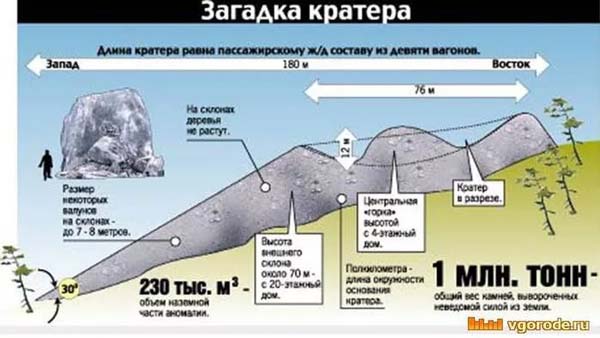 Загадка кратера
Длина кратера равна пассажирскому ж/д составу из девяти вагонов.
Запад
180 м
Восток
76 м
На склонах
деревья
не растут.
12 м
Размер
некоторых
валунов
на склонах -
до 7 - 8 метров.
Высота
внешнего
склона
около 70 м -
с 20-этажный
дом.
Центральная
"горка"
высотой
с 4-этажный
дом.
Кратер
в разрезе.
30°
230 тыс. м³ -
объем наземной
части аномалии.
Полкилометра -
длина окружности
основания
кратера.
1 МЛН. ТОНН-
общий вес камней, вывороченных
неведомой силой из земли.
vgorode.ru